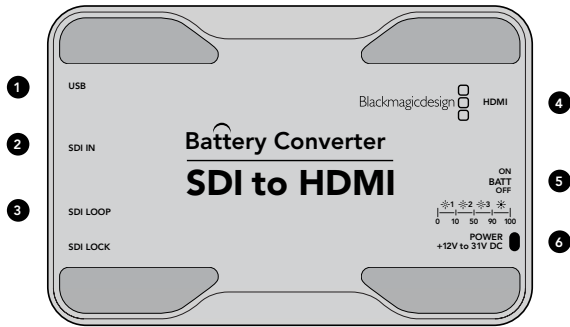 1
USB
2
SDI IN
3
SDI LOOP
SDI LOCK
Battery Converter
SDI to HDMI
Blackmagicdesign
HDMI
4
ON
BATT
OFF
5
1 2 3
0 10 50 90 100
POWER
+12V to 31V DC
6